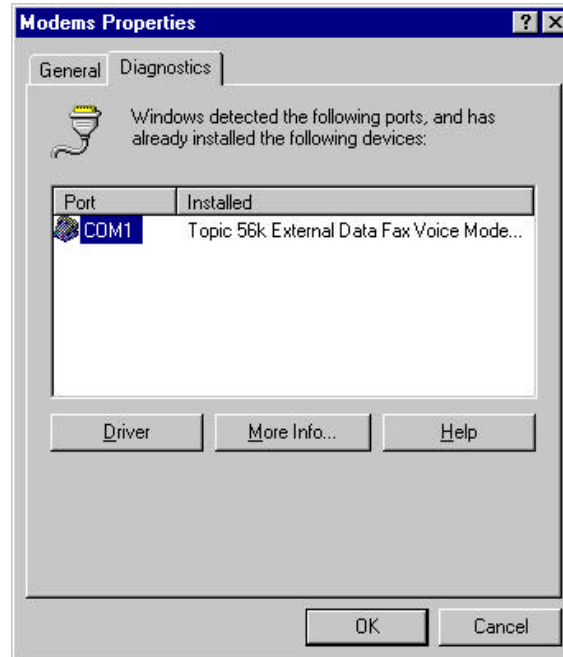 Modems Properties
General Diagnostics
Windows detected the following ports, and has
already installed the following devices:
Port Installed
COM1 Topic 56k External Data Fax Voice Mode...
Driver More Info... Help
OK Cancel